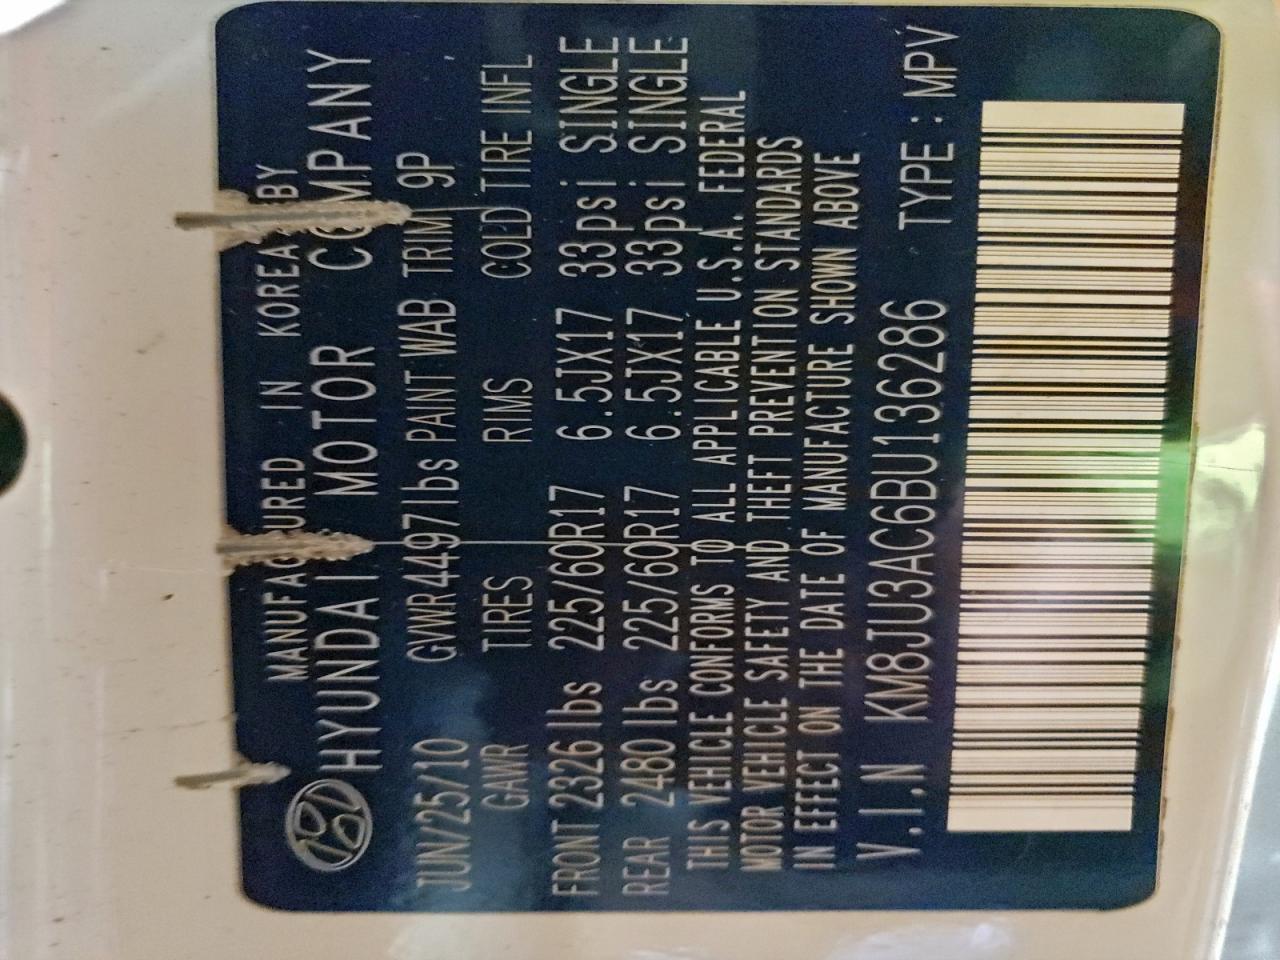 MANUFACTURED IN KOREA BY
HYUNDAI MOTOR COMPANY
JUN/25/10 GVWR 4497lbs PAINT WAB TRIM 9P
GAWR TIRES RIMS COLD TIRE INFL
FRONT 2326lbs 225/60R17 6.5JX17 33psi SINGLE
REAR 2480lbs 225/60R17 6.5JX17 33psi SINGLE
THIS VEHICLE CONFORMS TO ALL APPLICABLE U.S.A. FEDERAL
MOTOR VEHICLE SAFETY AND THEFT PREVENTION STANDARDS
IN EFFECT ON THE DATE OF MANUFACTURE SHOWN ABOVE
V.I.N KM8JU3AC6BU136286 TYPE : MPV